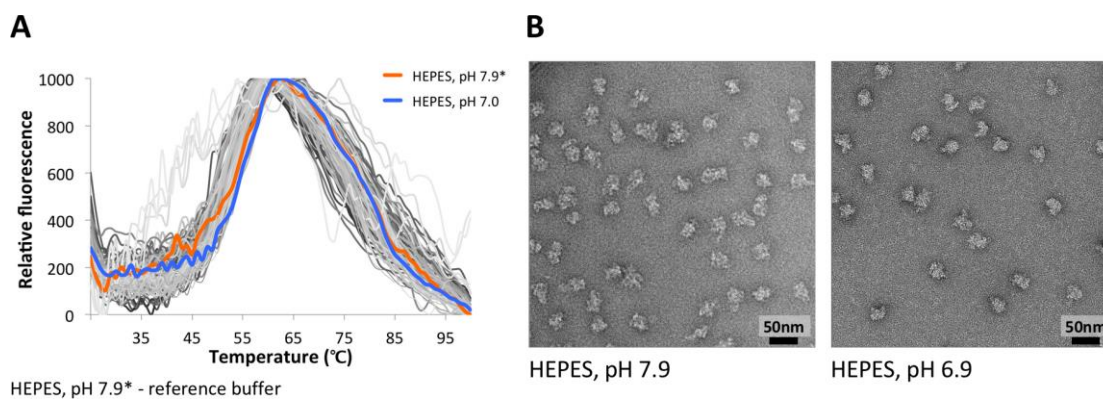 A
B
Relative fluorescence
1000
800
600
400
200
0
35 45 55 65 75 85 95
Temperature (°C)
HEPES, pH 7.9*
HEPES, pH 7.0
HEPES, pH 7.9* - reference buffer
50nm
50nm
HEPES, pH 7.9
HEPES, pH 6.9